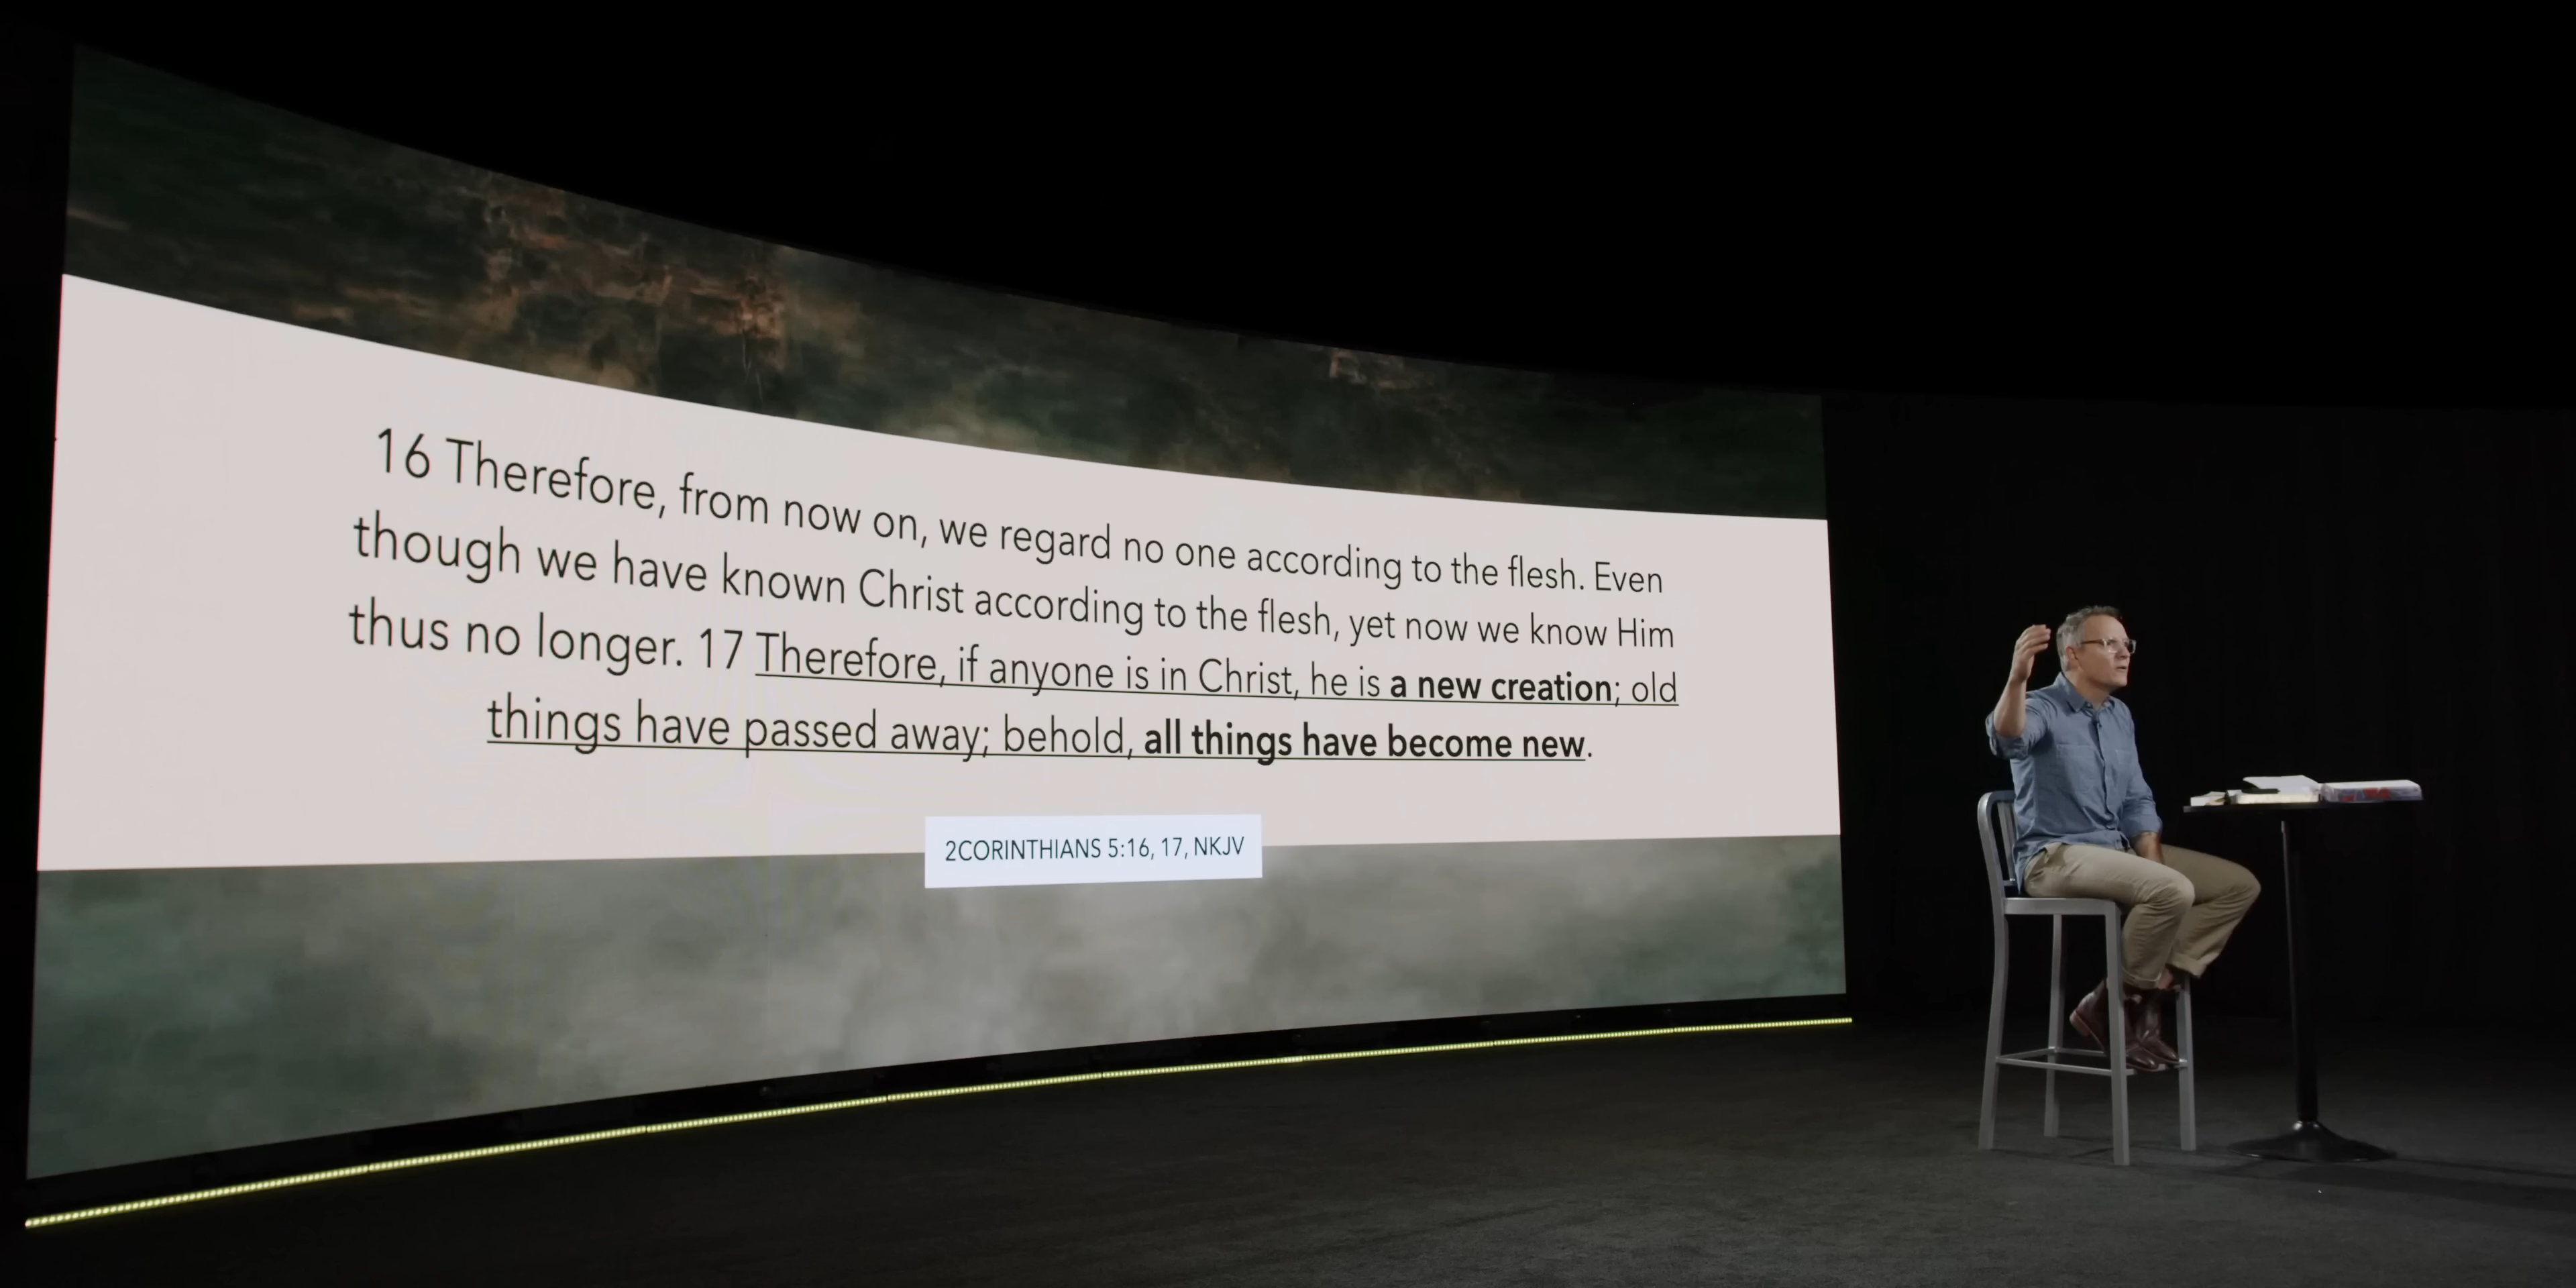 16 Therefore, from now on, we regard no one according to the flesh. Even
though we have known Christ according to the flesh, yet now we know Him
thus no longer. 17 Therefore, if anyone is in Christ, he is a new creation; old
things have passed away; behold, all things have become new.
2CORINTHIANS 5:16, 17, NKJV